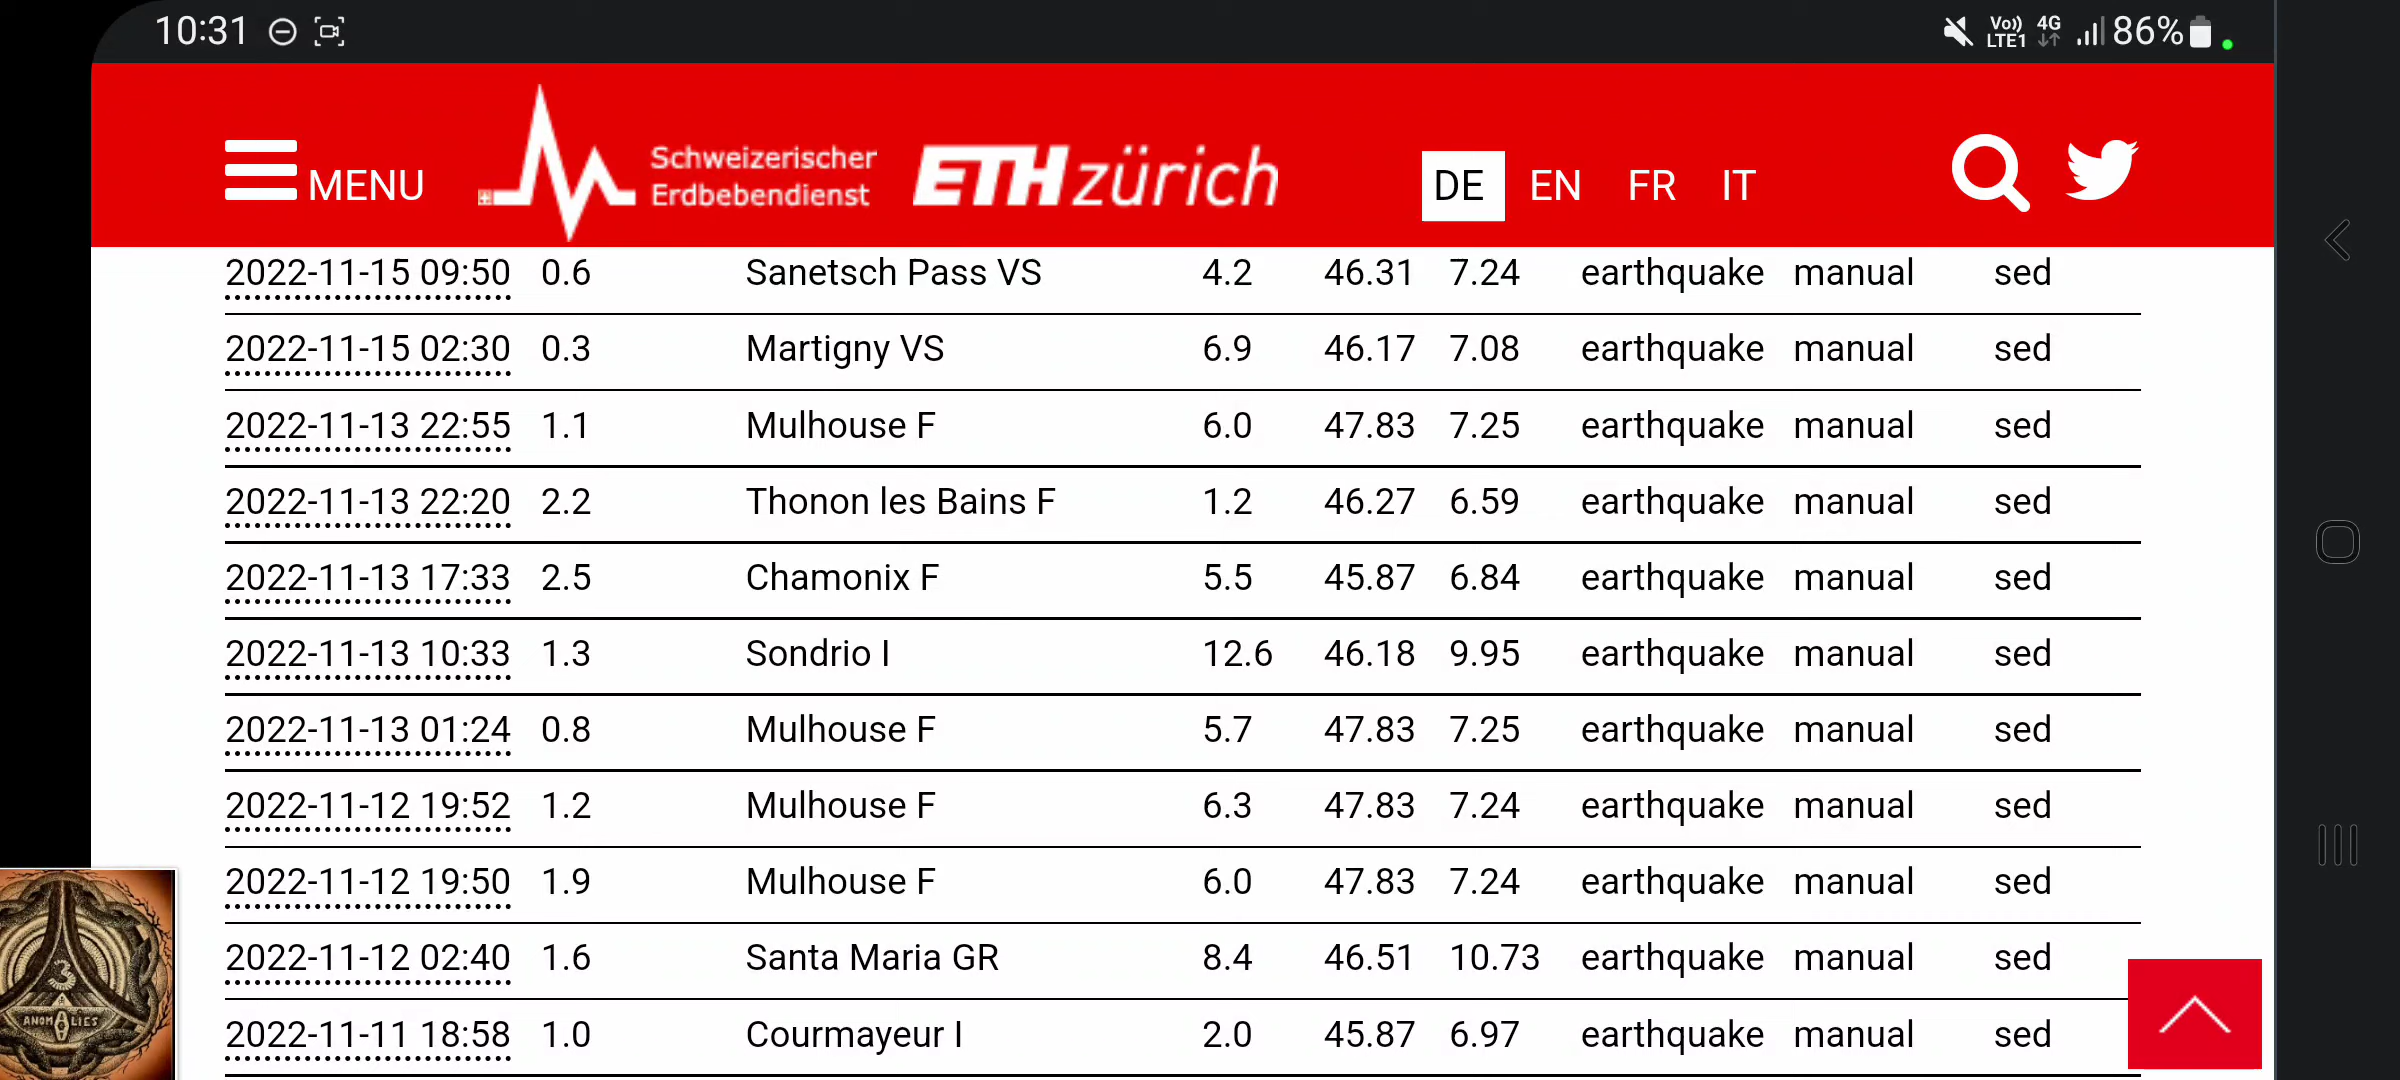 10:31 Vo)) LTE1 4G 86%
MENU Schweizerischer Erdbebendienst ETH zürich DE EN FR IT
2022-11-15 09:50 0.6 Sanetsch Pass VS 4.2 46.31 7.24 earthquake manual sed
2022-11-15 02:30 0.3 Martigny VS 6.9 46.17 7.08 earthquake manual sed
2022-11-13 22:55 1.1 Mulhouse F 6.0 47.83 7.25 earthquake manual sed
2022-11-13 22:20 2.2 Thonon les Bains F 1.2 46.27 6.59 earthquake manual sed
2022-11-13 17:33 2.5 Chamonix F 5.5 45.87 6.84 earthquake manual sed
2022-11-13 10:33 1.3 Sondrio I 12.6 46.18 9.95 earthquake manual sed
2022-11-13 01:24 0.8 Mulhouse F 5.7 47.83 7.25 earthquake manual sed
2022-11-12 19:52 1.2 Mulhouse F 6.3 47.83 7.24 earthquake manual sed
2022-11-12 19:50 1.9 Mulhouse F 6.0 47.83 7.24 earthquake manual sed
2022-11-12 02:40 1.6 Santa Maria GR 8.4 46.51 10.73 earthquake manual sed
2022-11-11 18:58 1.0 Courmayeur I 2.0 45.87 6.97 earthquake manual sed
3
ANOMALIES